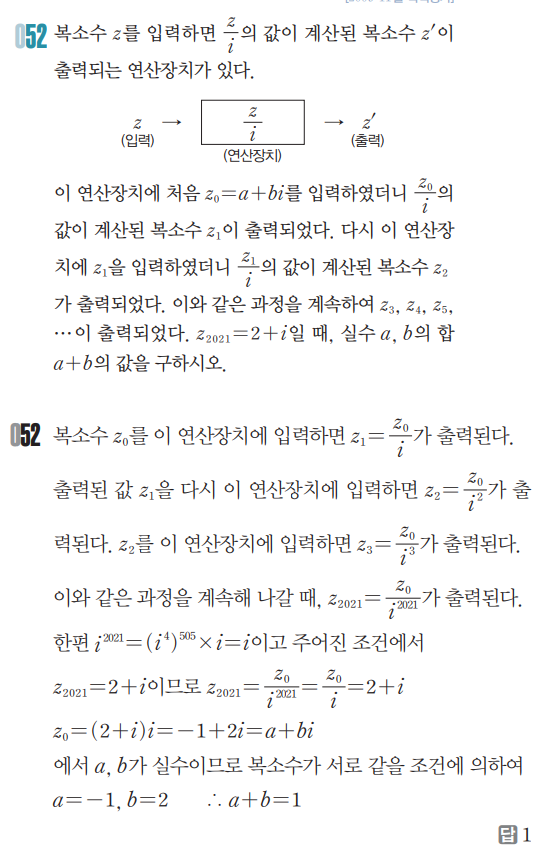 052 복소수 z를 입력하면 z/i의 값이 계산된 복소수 z′이
출력되는 연산장치가 있다.
z → z/i → z′
(입력) (연산장치) (출력)
이 연산장치에 처음 z₀=a+bi를 입력하였더니 z₀/i의
값이 계산된 복소수 z₁이 출력되었다. 다시 이 연산장
치에 z₁을 입력하였더니 z₁/i의 값이 계산된 복소수 z₂
가 출력되었다. 이와 같은 과정을 계속하여 z₃, z₄, z₅,
…이 출력되었다. z₂₀₂₁=2+i일 때, 실수 a, b의 합
a+b의 값을 구하시오.
052 복소수 z₀를 이 연산장치에 입력하면 z₁=z₀/i가 출력된다.
출력된 값 z₁을 다시 이 연산장치에 입력하면 z₂=z₀/i²가 출
력된다. z₂를 이 연산장치에 입력하면 z₃=z₀/i³가 출력된다.
이와 같은 과정을 계속해 나갈 때, z₂₀₂₁=z₀/i²⁰²¹가 출력된다.
한편 i²⁰²¹=(i⁴)⁵⁰⁵×i=i이고 주어진 조건에서
z₂₀₂₁=2+i이므로 z₂₀₂₁=z₀/i²⁰²¹=z₀/i=2+i
z₀=(2+i)i=-1+2i=a+bi
에서 a, b가 실수이므로 복소수가 서로 같을 조건에 의하여
a=-1, b=2 ∴ a+b=1
답 1